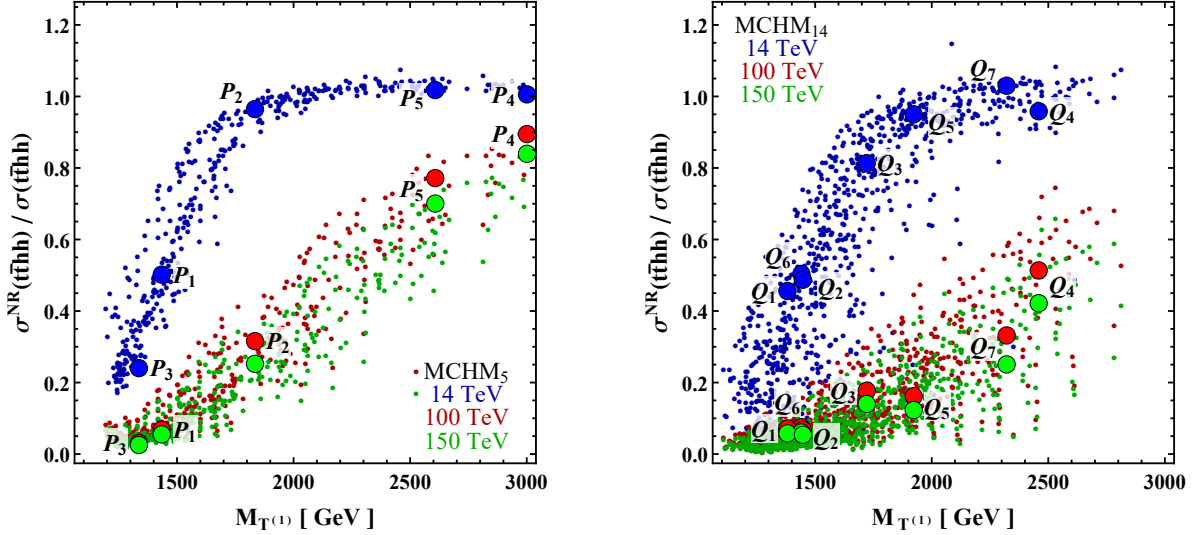 1.2
1.0
0.8
0.6
0.4
0.2
0.0
σ^NR(tt̄hh) / σ(tt̄hh)
P2
P5
P4
P4
P5
P1
P3
P2
P3
P1
MCHM5
14 TeV
100 TeV
150 TeV
1500
2000
2500
3000
M_T(1) [ GeV ]
1.2
1.0
0.8
0.6
0.4
0.2
0.0
σ^NR(tt̄hh) / σ(tt̄hh)
MCHM14
14 TeV
100 TeV
150 TeV
Q7
Q4
Q5
Q3
Q6
Q1
Q2
Q4
Q7
Q3
Q6
Q5
Q1
Q2
1500
2000
2500
3000
M_T(1) [ GeV ]